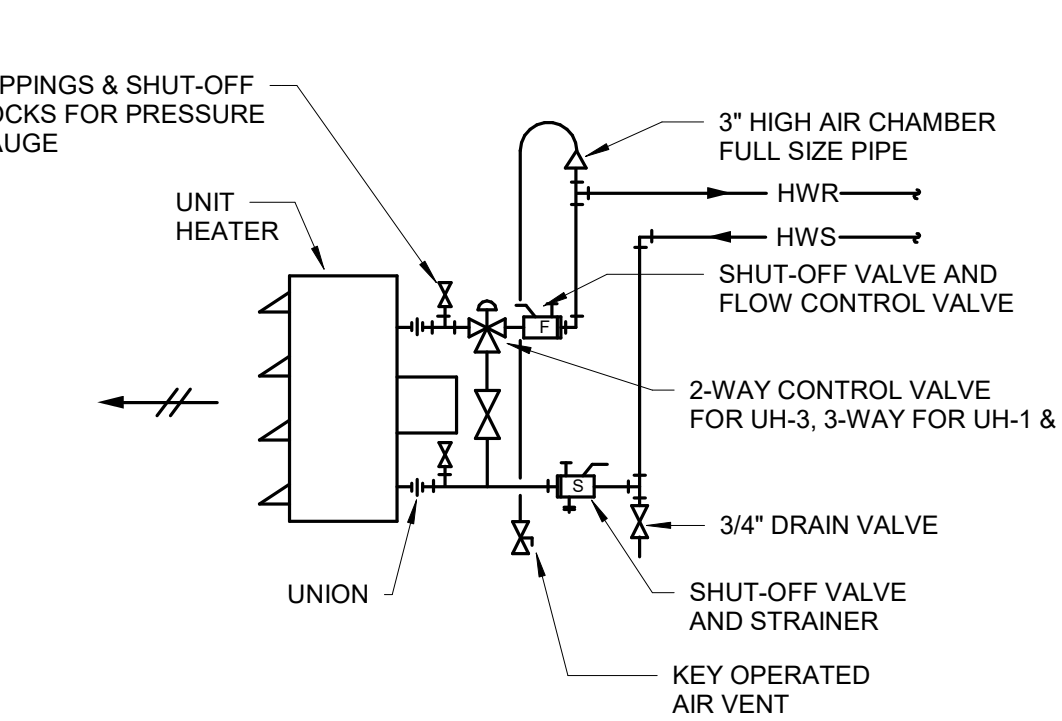 PPINGS & SHUT-OFF
OCKS FOR PRESSURE
AUGE
UNIT
HEATER
3" HIGH AIR CHAMBER
FULL SIZE PIPE
HWR
HWS
SHUT-OFF VALVE AND
FLOW CONTROL VALVE
F
2-WAY CONTROL VALVE
FOR UH-3, 3-WAY FOR UH-1 &
S
3/4" DRAIN VALVE
UNION
SHUT-OFF VALVE
AND STRAINER
KEY OPERATED
AIR VENT